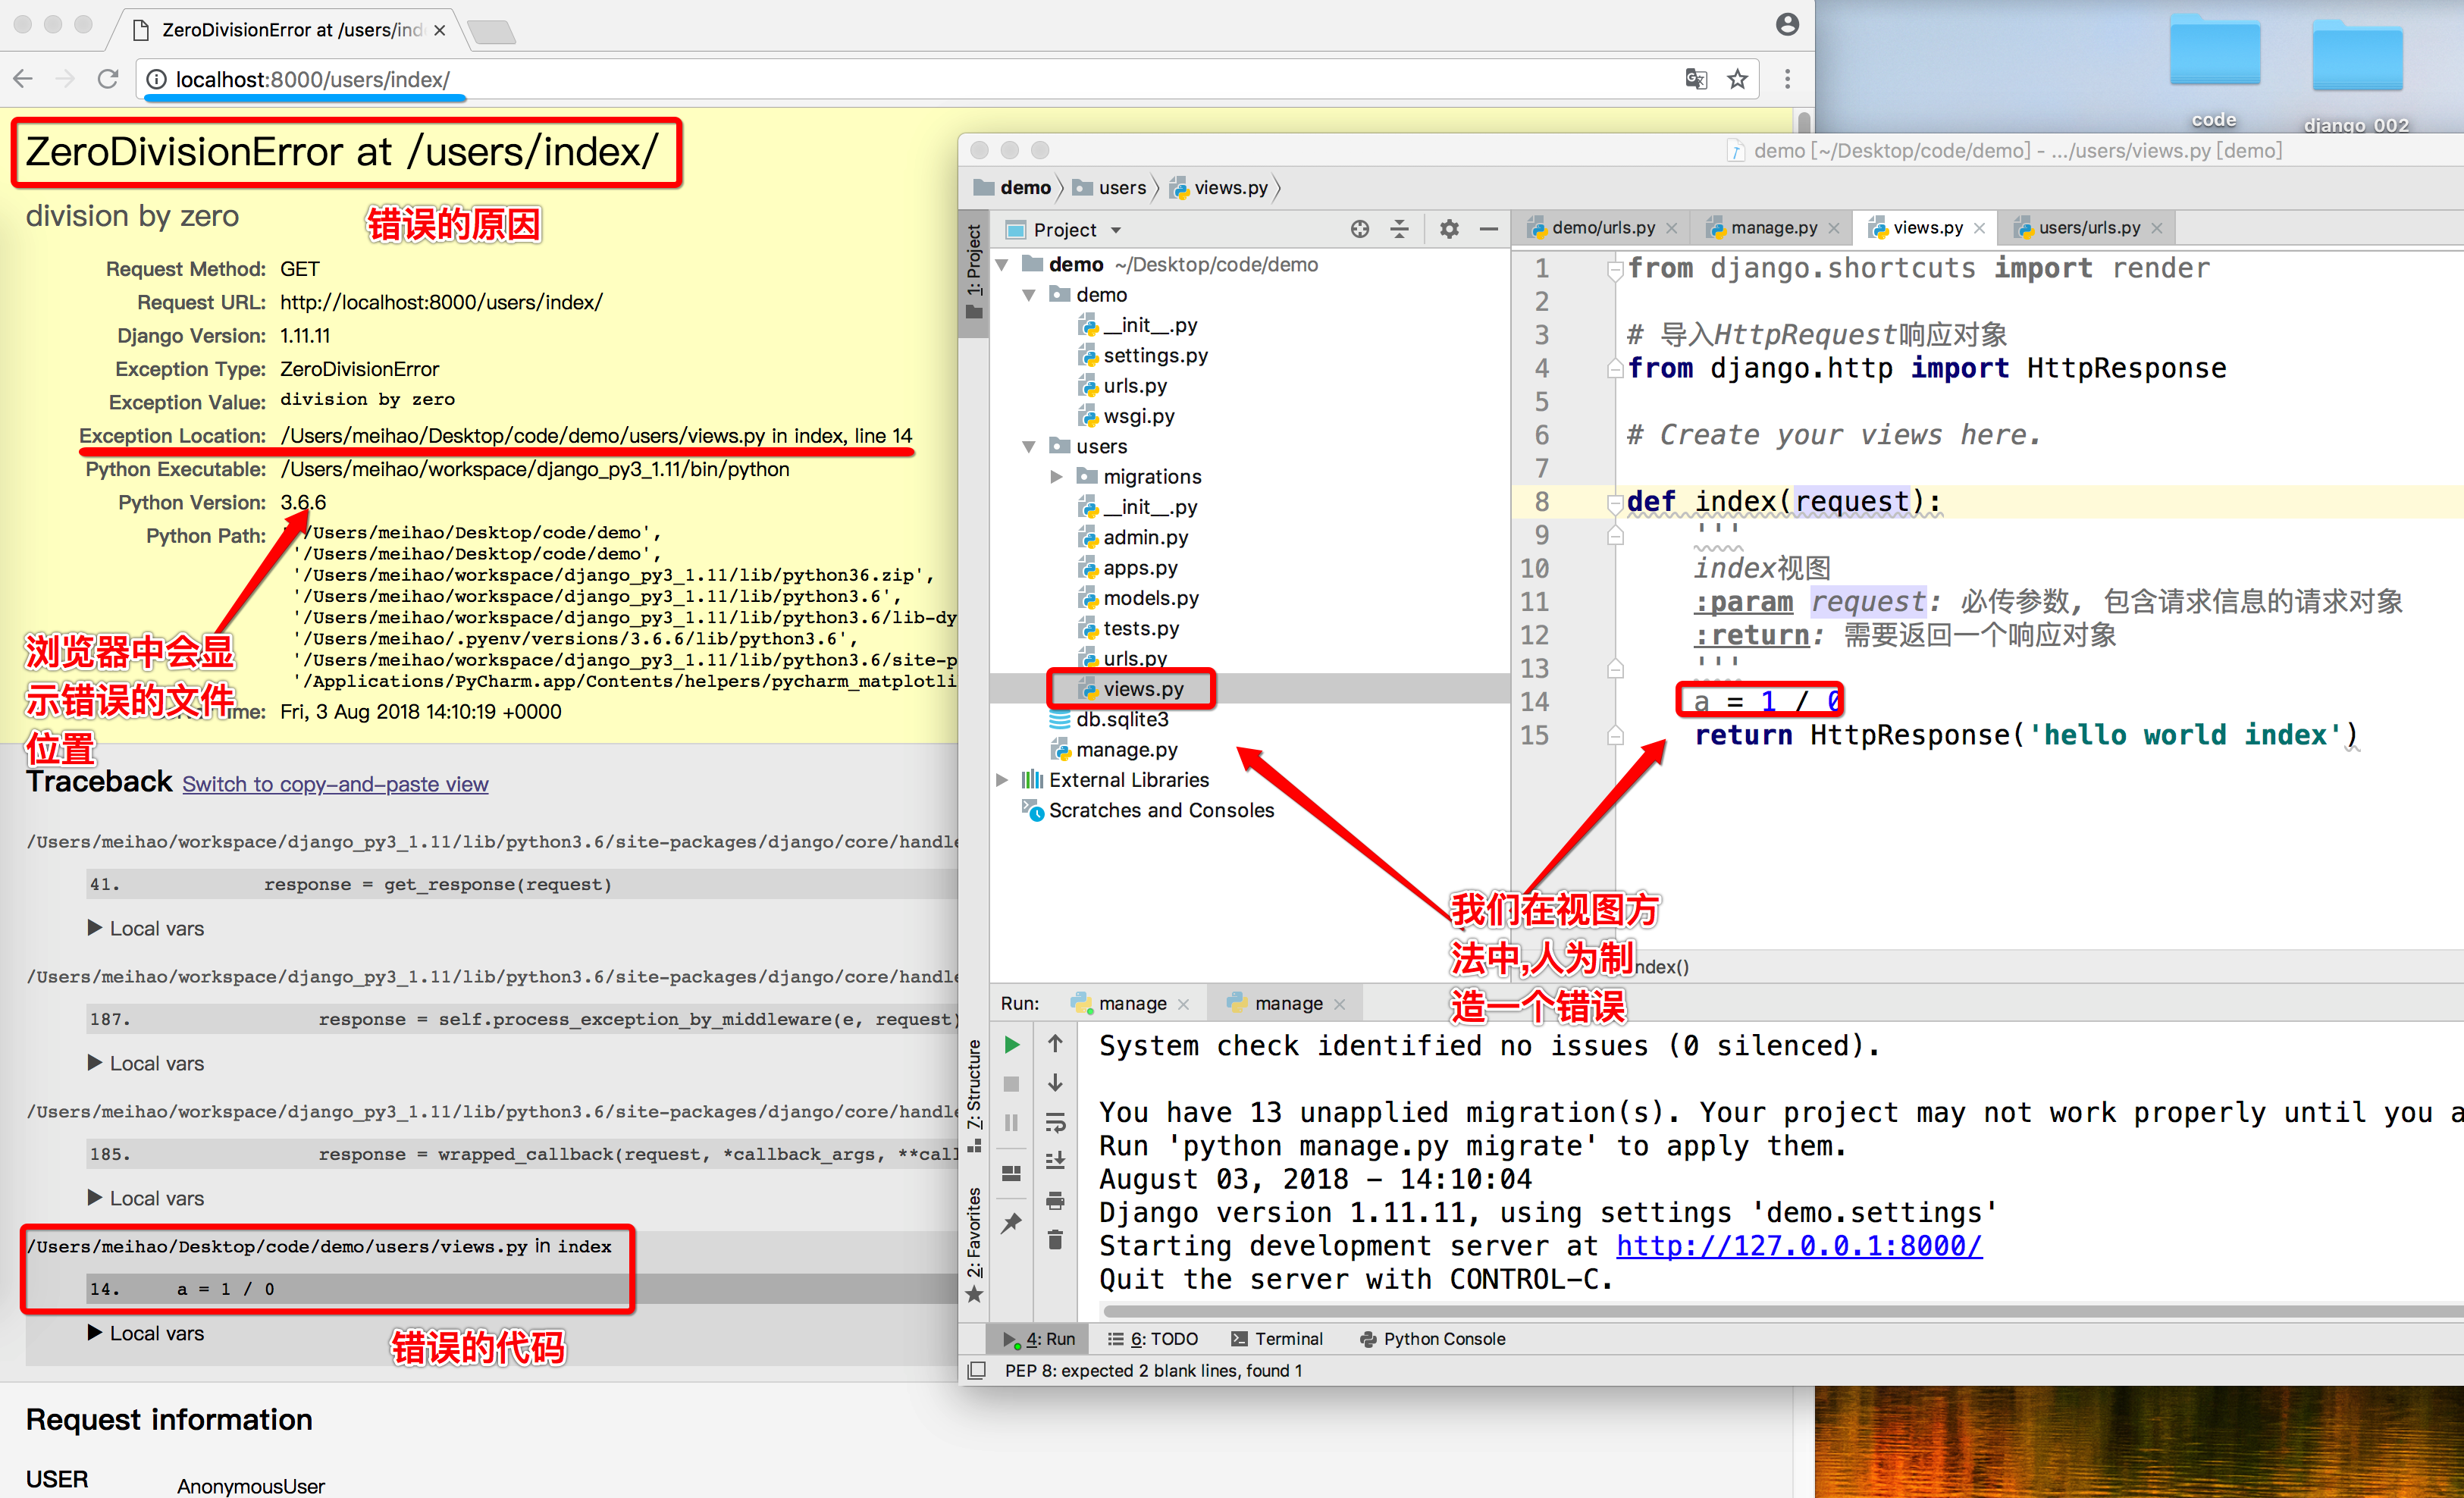 ZeroDivisionError at /users/ind
localhost:8000/users/index/
ZeroDivisionError at /users/index/
division by zero
错误的原因
Request Method: GET
Request URL: http://localhost:8000/users/index/
Django Version: 1.11.11
Exception Type: ZeroDivisionError
Exception Value: division by zero
Exception Location: /Users/meihao/Desktop/code/demo/users/views.py in index, line 14
Python Executable: /Users/meihao/workspace/django_py3_1.11/bin/python
Python Version: 3.6.6
Python Path: '/Users/meihao/Desktop/code/demo',
'/Users/meihao/Desktop/code/demo',
'/Users/meihao/workspace/django_py3_1.11/lib/python36.zip',
'/Users/meihao/workspace/django_py3_1.11/lib/python3.6',
'/Users/meihao/workspace/django_py3_1.11/lib/python3.6/lib-dy
'/Users/meihao/.pyenv/versions/3.6.6/lib/python3.6',
'/Users/meihao/workspace/django_py3_1.11/lib/python3.6/site-p
'/Applications/PyCharm.app/Contents/helpers/pycharm_matplotli
浏览器中会显
示错误的文件
位置
ime: Fri, 3 Aug 2018 14:10:19 +0000
Traceback Switch to copy-and-paste view
/Users/meihao/workspace/django_py3_1.11/lib/python3.6/site-packages/django/core/handle
41. response = get_response(request)
▶ Local vars
/Users/meihao/workspace/django_py3_1.11/lib/python3.6/site-packages/django/core/handle
187. response = self.process_exception_by_middleware(e, request)
▶ Local vars
/Users/meihao/workspace/django_py3_1.11/lib/python3.6/site-packages/django/core/handle
185. response = wrapped_callback(request, *callback_args, **call
▶ Local vars
/Users/meihao/Desktop/code/demo/users/views.py in index
14. a = 1 / 0
▶ Local vars
错误的代码
Request information
USER AnonymousUser
code
django_002
demo [~/Desktop/code/demo] - .../users/views.py [demo]
demo users views.py
1: Project
Project
demo ~/Desktop/code/demo
demo
__init__.py
settings.py
urls.py
wsgi.py
users
migrations
__init__.py
admin.py
apps.py
models.py
tests.py
urls.py
views.py
db.sqlite3
manage.py
External Libraries
Scratches and Consoles
demo/urls.py manage.py views.py users/urls.py
1 from django.shortcuts import render
2
3 # 导入HttpRequest响应对象
4 from django.http import HttpResponse
5
6 # Create your views here.
7
8 def index(request):
9 '''
10 index视图
11 :param request: 必传参数, 包含请求信息的请求对象
12 :return: 需要返回一个响应对象
13 '''
14 a = 1 / 0
15 return HttpResponse('hello world index')
我们在视图方
法中,人为制
造一个错误
ndex()
Run: manage manage
System check identified no issues (0 silenced).
You have 13 unapplied migration(s). Your project may not work properly until you a
Run 'python manage.py migrate' to apply them.
August 03, 2018 - 14:10:04
Django version 1.11.11, using settings 'demo.settings'
Starting development server at http://127.0.0.1:8000/
Quit the server with CONTROL-C.
Z: Structure
2: Favorites
4: Run 6: TODO Terminal Python Console
PEP 8: expected 2 blank lines, found 1